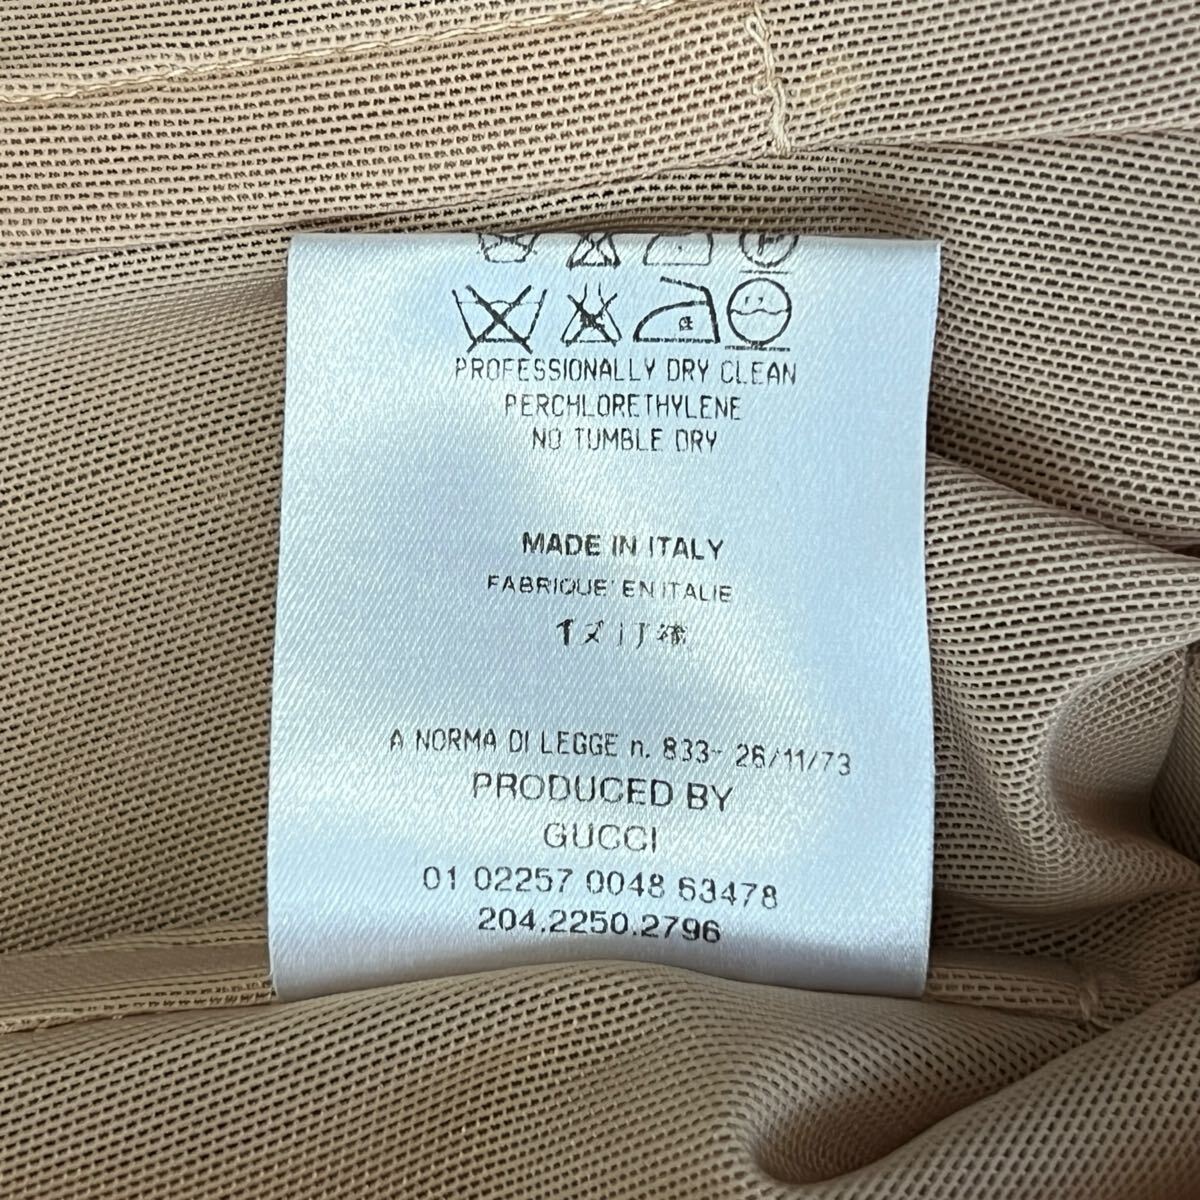 PROFESSIONALLY DRY CLEAN
PERCHLORETHYLENE
NO TUMBLE DRY
MADE IN ITALY
FABRIQUE' EN ITALIE
A NORMA DI LEGGE n. 833- 26/11/73
PRODUCED BY
GUCCI
01 02257 0048 63478
204.2250.2796